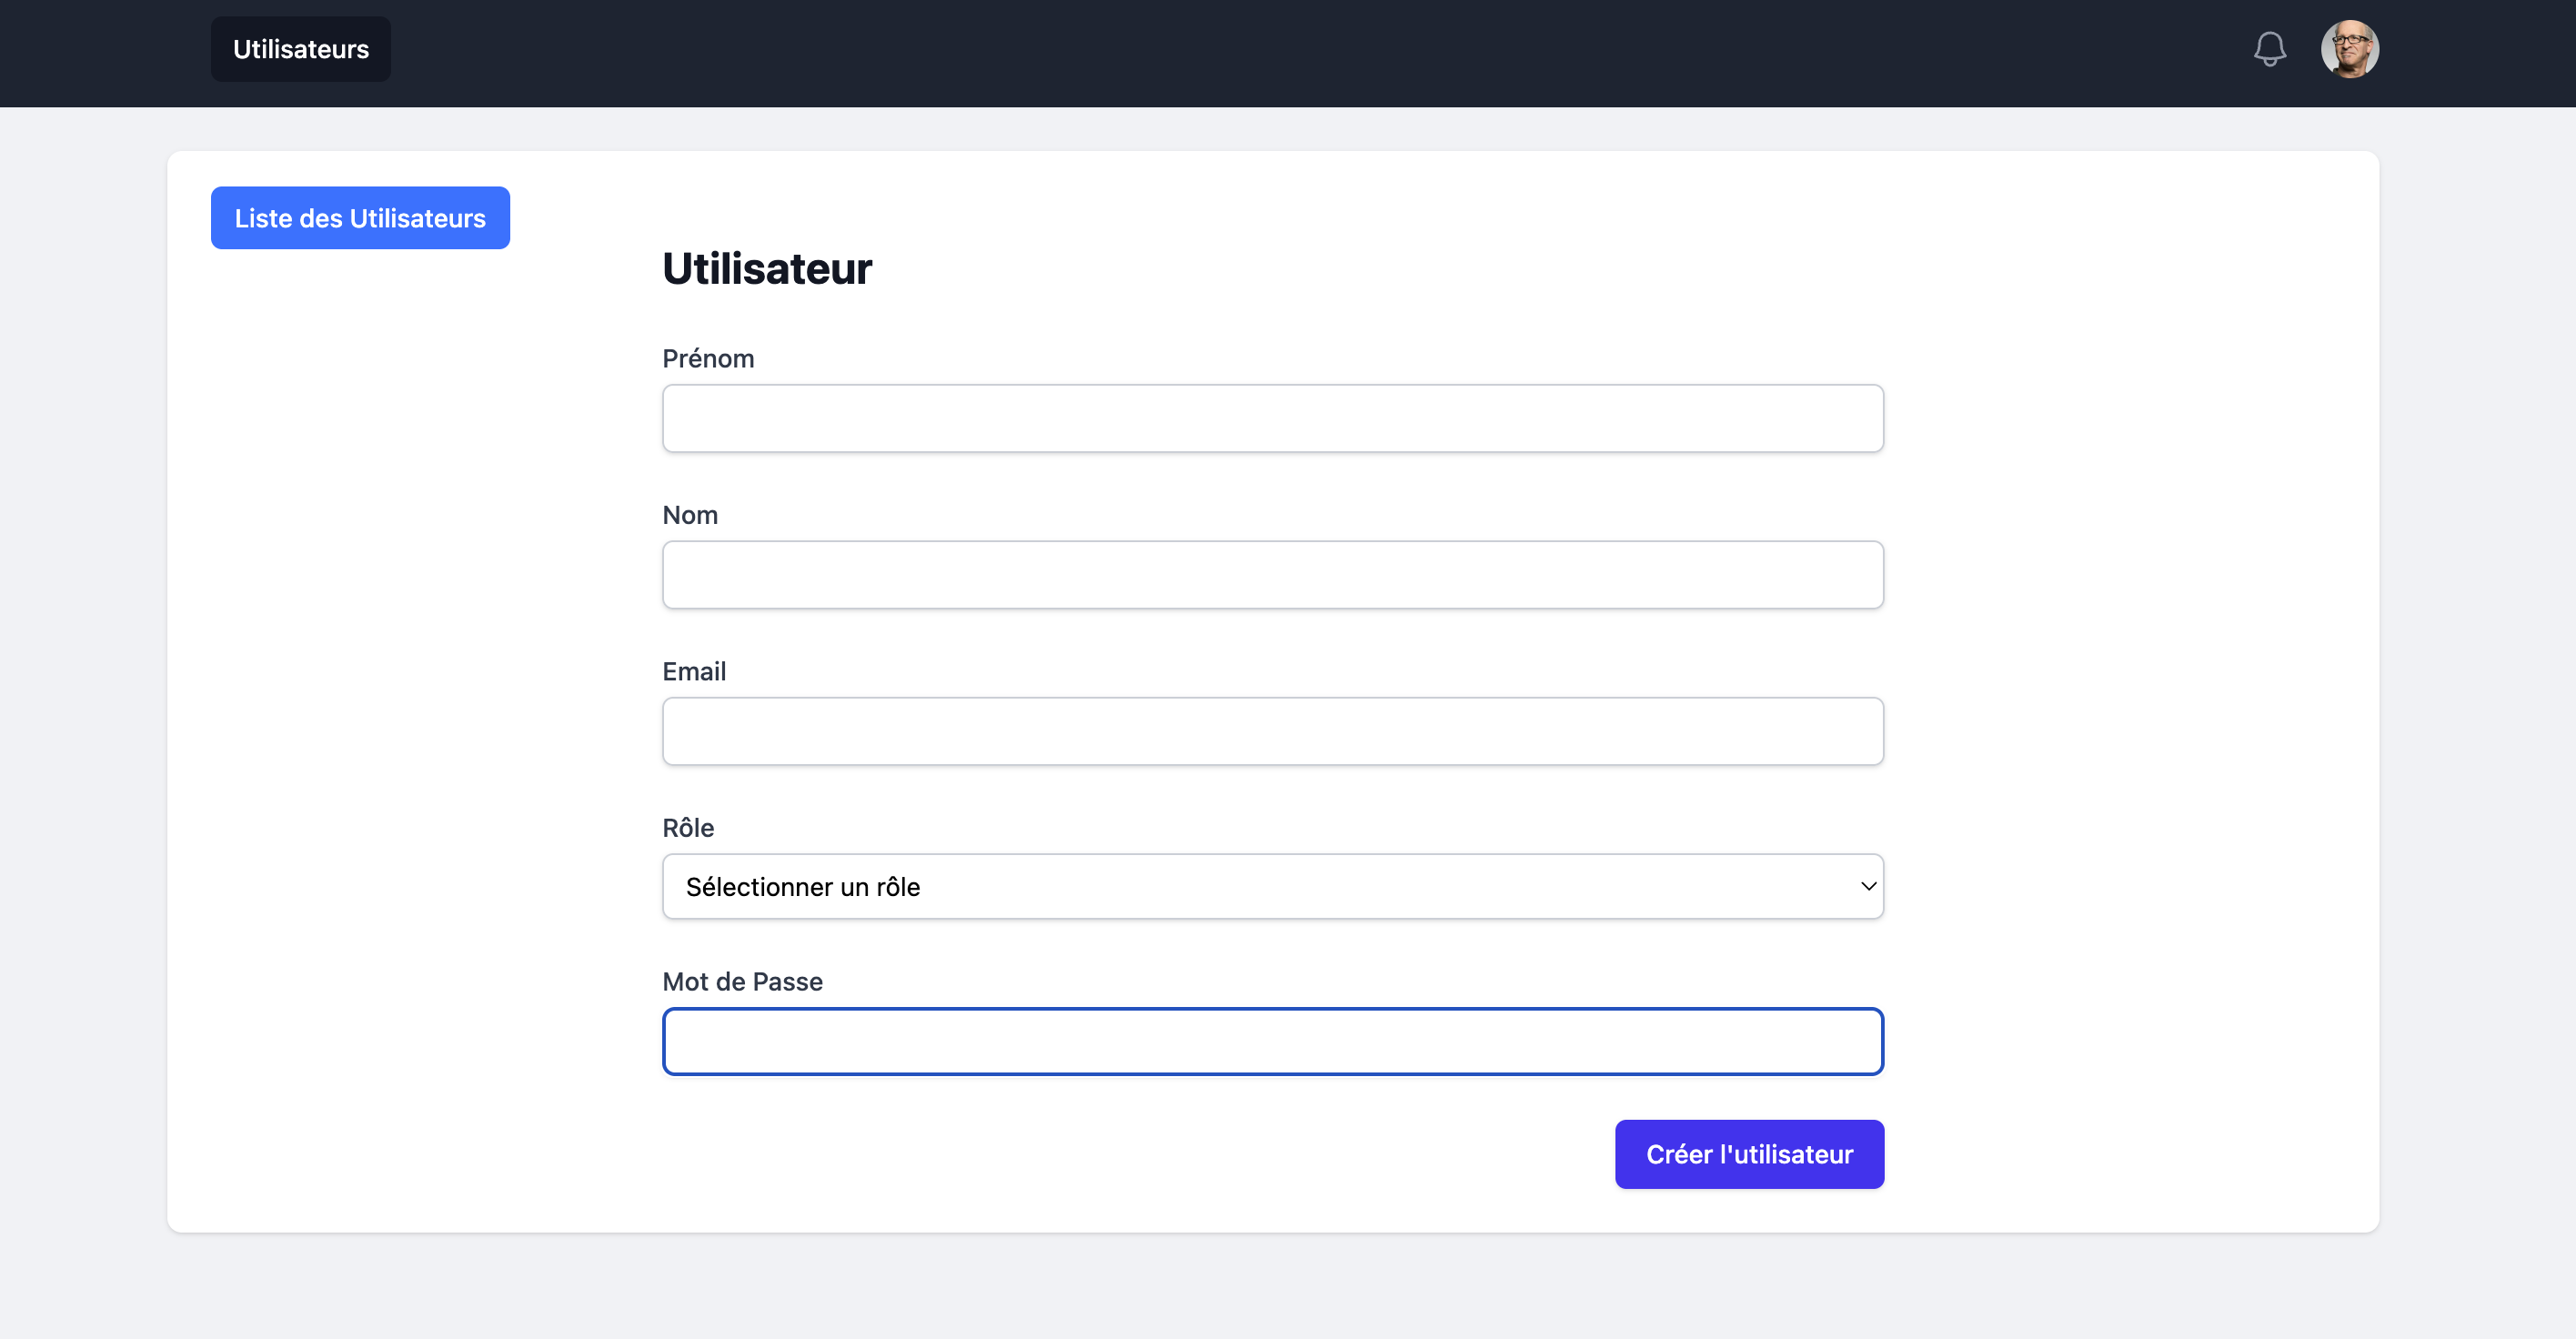 Utilisateurs
Liste des Utilisateurs
Utilisateur
Prénom
Nom
Email
Rôle
Sélectionner un rôle
Mot de Passe
Créer l'utilisateur